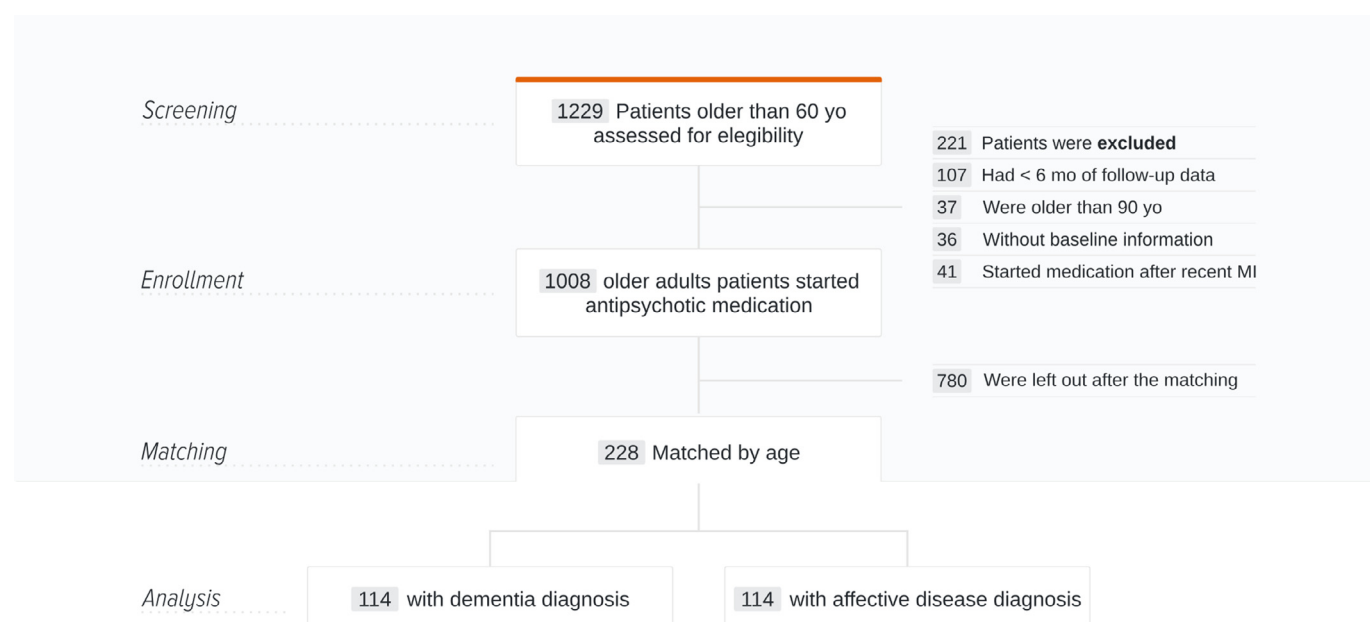 Screening
1229 Patients older than 60 yo
assessed for elegibility
221 Patients were excluded
107 Had < 6 mo of follow-up data
37 Were older than 90 yo
36 Without baseline information
41 Started medication after recent MI
Enrollment
1008 older adults patients started
antipsychotic medication
780 Were left out after the matching
Matching
228 Matched by age
Analysis
114 with dementia diagnosis
114 with affective disease diagnosis